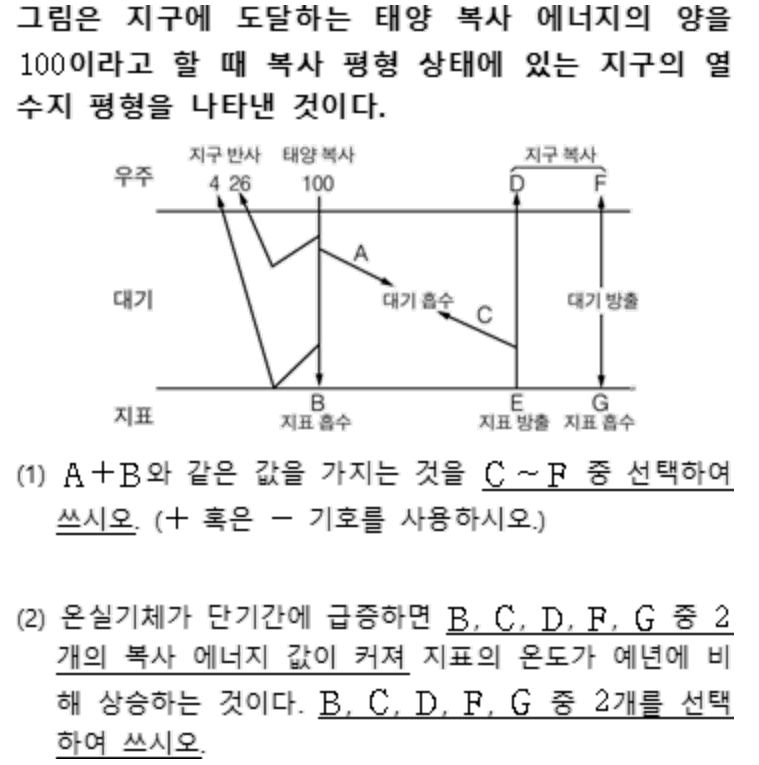 그림은 지구에 도달하는 태양 복사 에너지의 양을
100이라고 할 때 복사 평형 상태에 있는 지구의 열
수지 평형을 나타낸 것이다.
지구 반사 태양 복사 지구 복사
우주 4 26 100 D F
A
대기 대기 흡수 대기 방출
C
B E G
지표 지표 흡수 지표 방출 지표 흡수
(1) A+B와 같은 값을 가지는 것을 C ~ F 중 선택하여
쓰시오. (+ 혹은 - 기호를 사용하시오.)
(2) 온실기체가 단기간에 급증하면 B, C, D, F, G 중 2
개의 복사 에너지 값이 커져 지표의 온도가 예년에 비
해 상승하는 것이다. B, C, D, F, G 중 2개를 선택
하여 쓰시오.